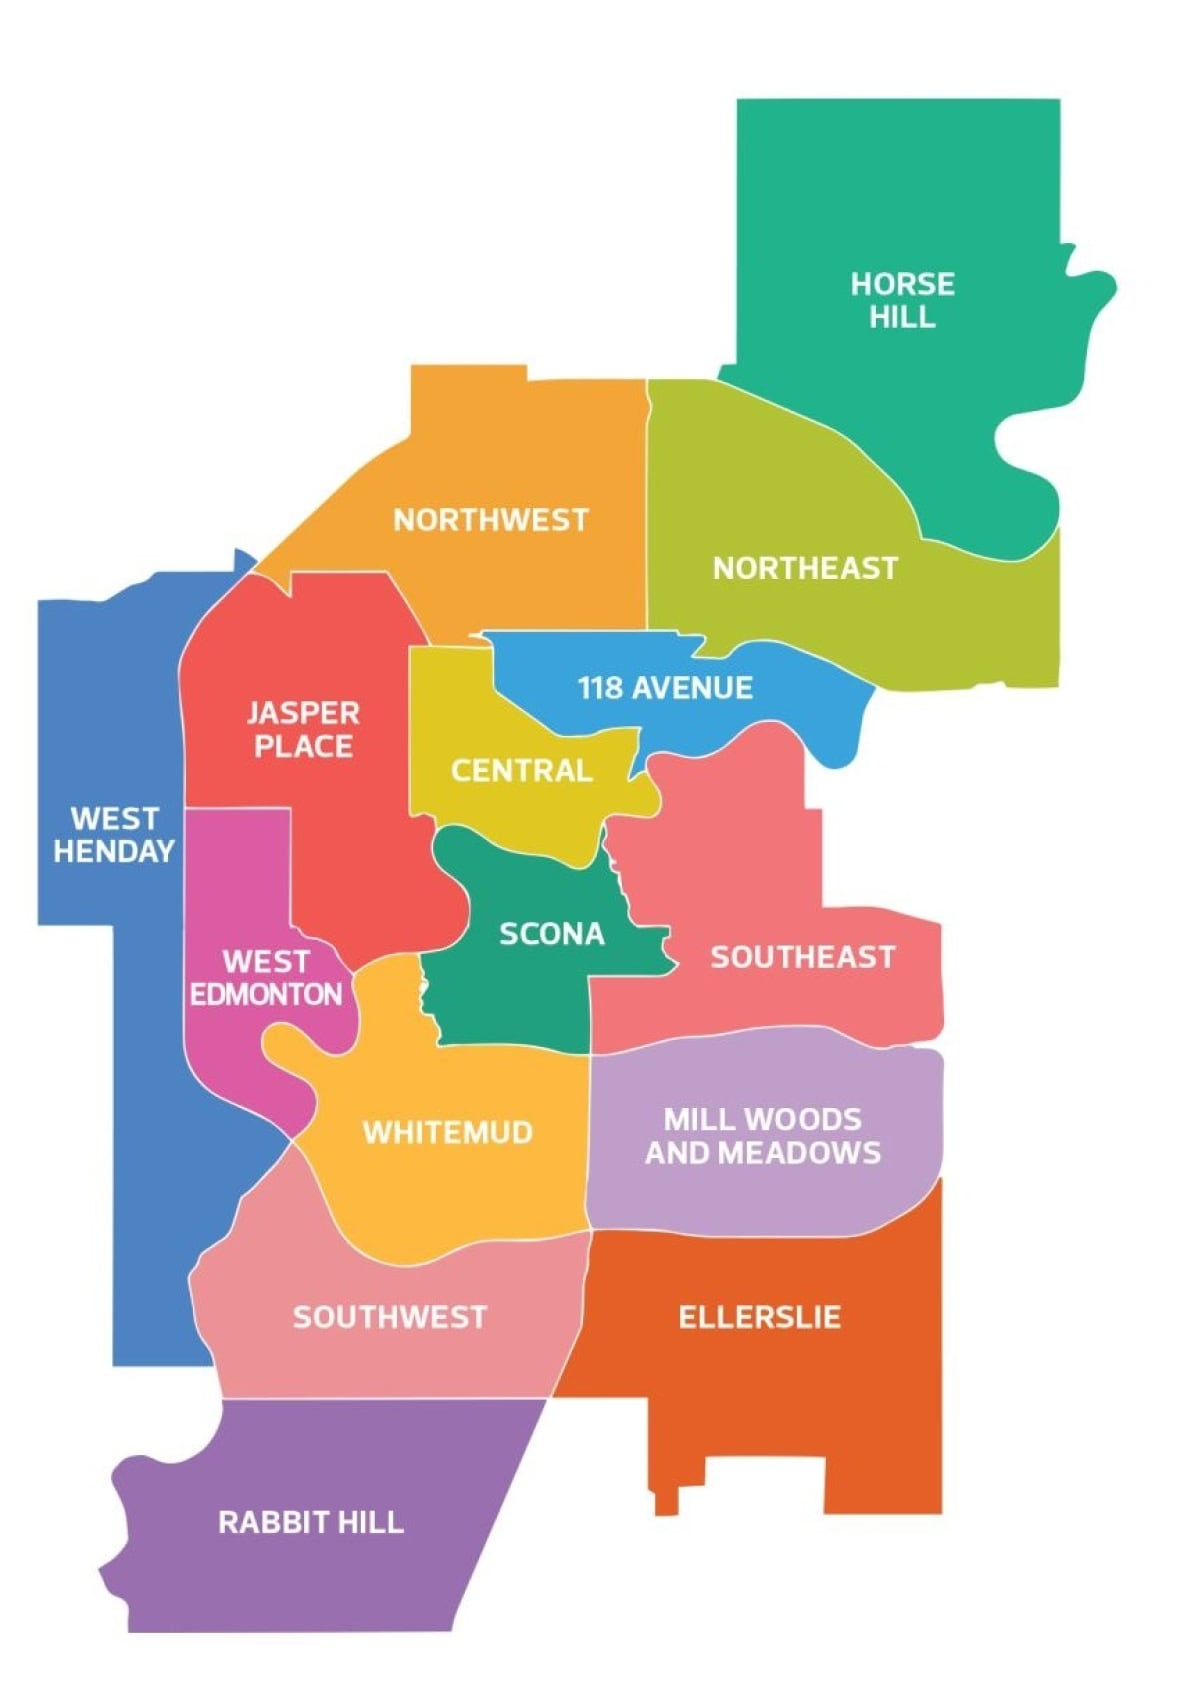 HORSE
HILL
NORTHWEST
NORTHEAST
118 AVENUE
JASPER
PLACE
CENTRAL
WEST
HENDAY
SCONA
SOUTHEAST
WEST
EDMONTON
WHITEMUD
MILL WOODS
AND MEADOWS
SOUTHWEST
ELLERSLIE
RABBIT HILL